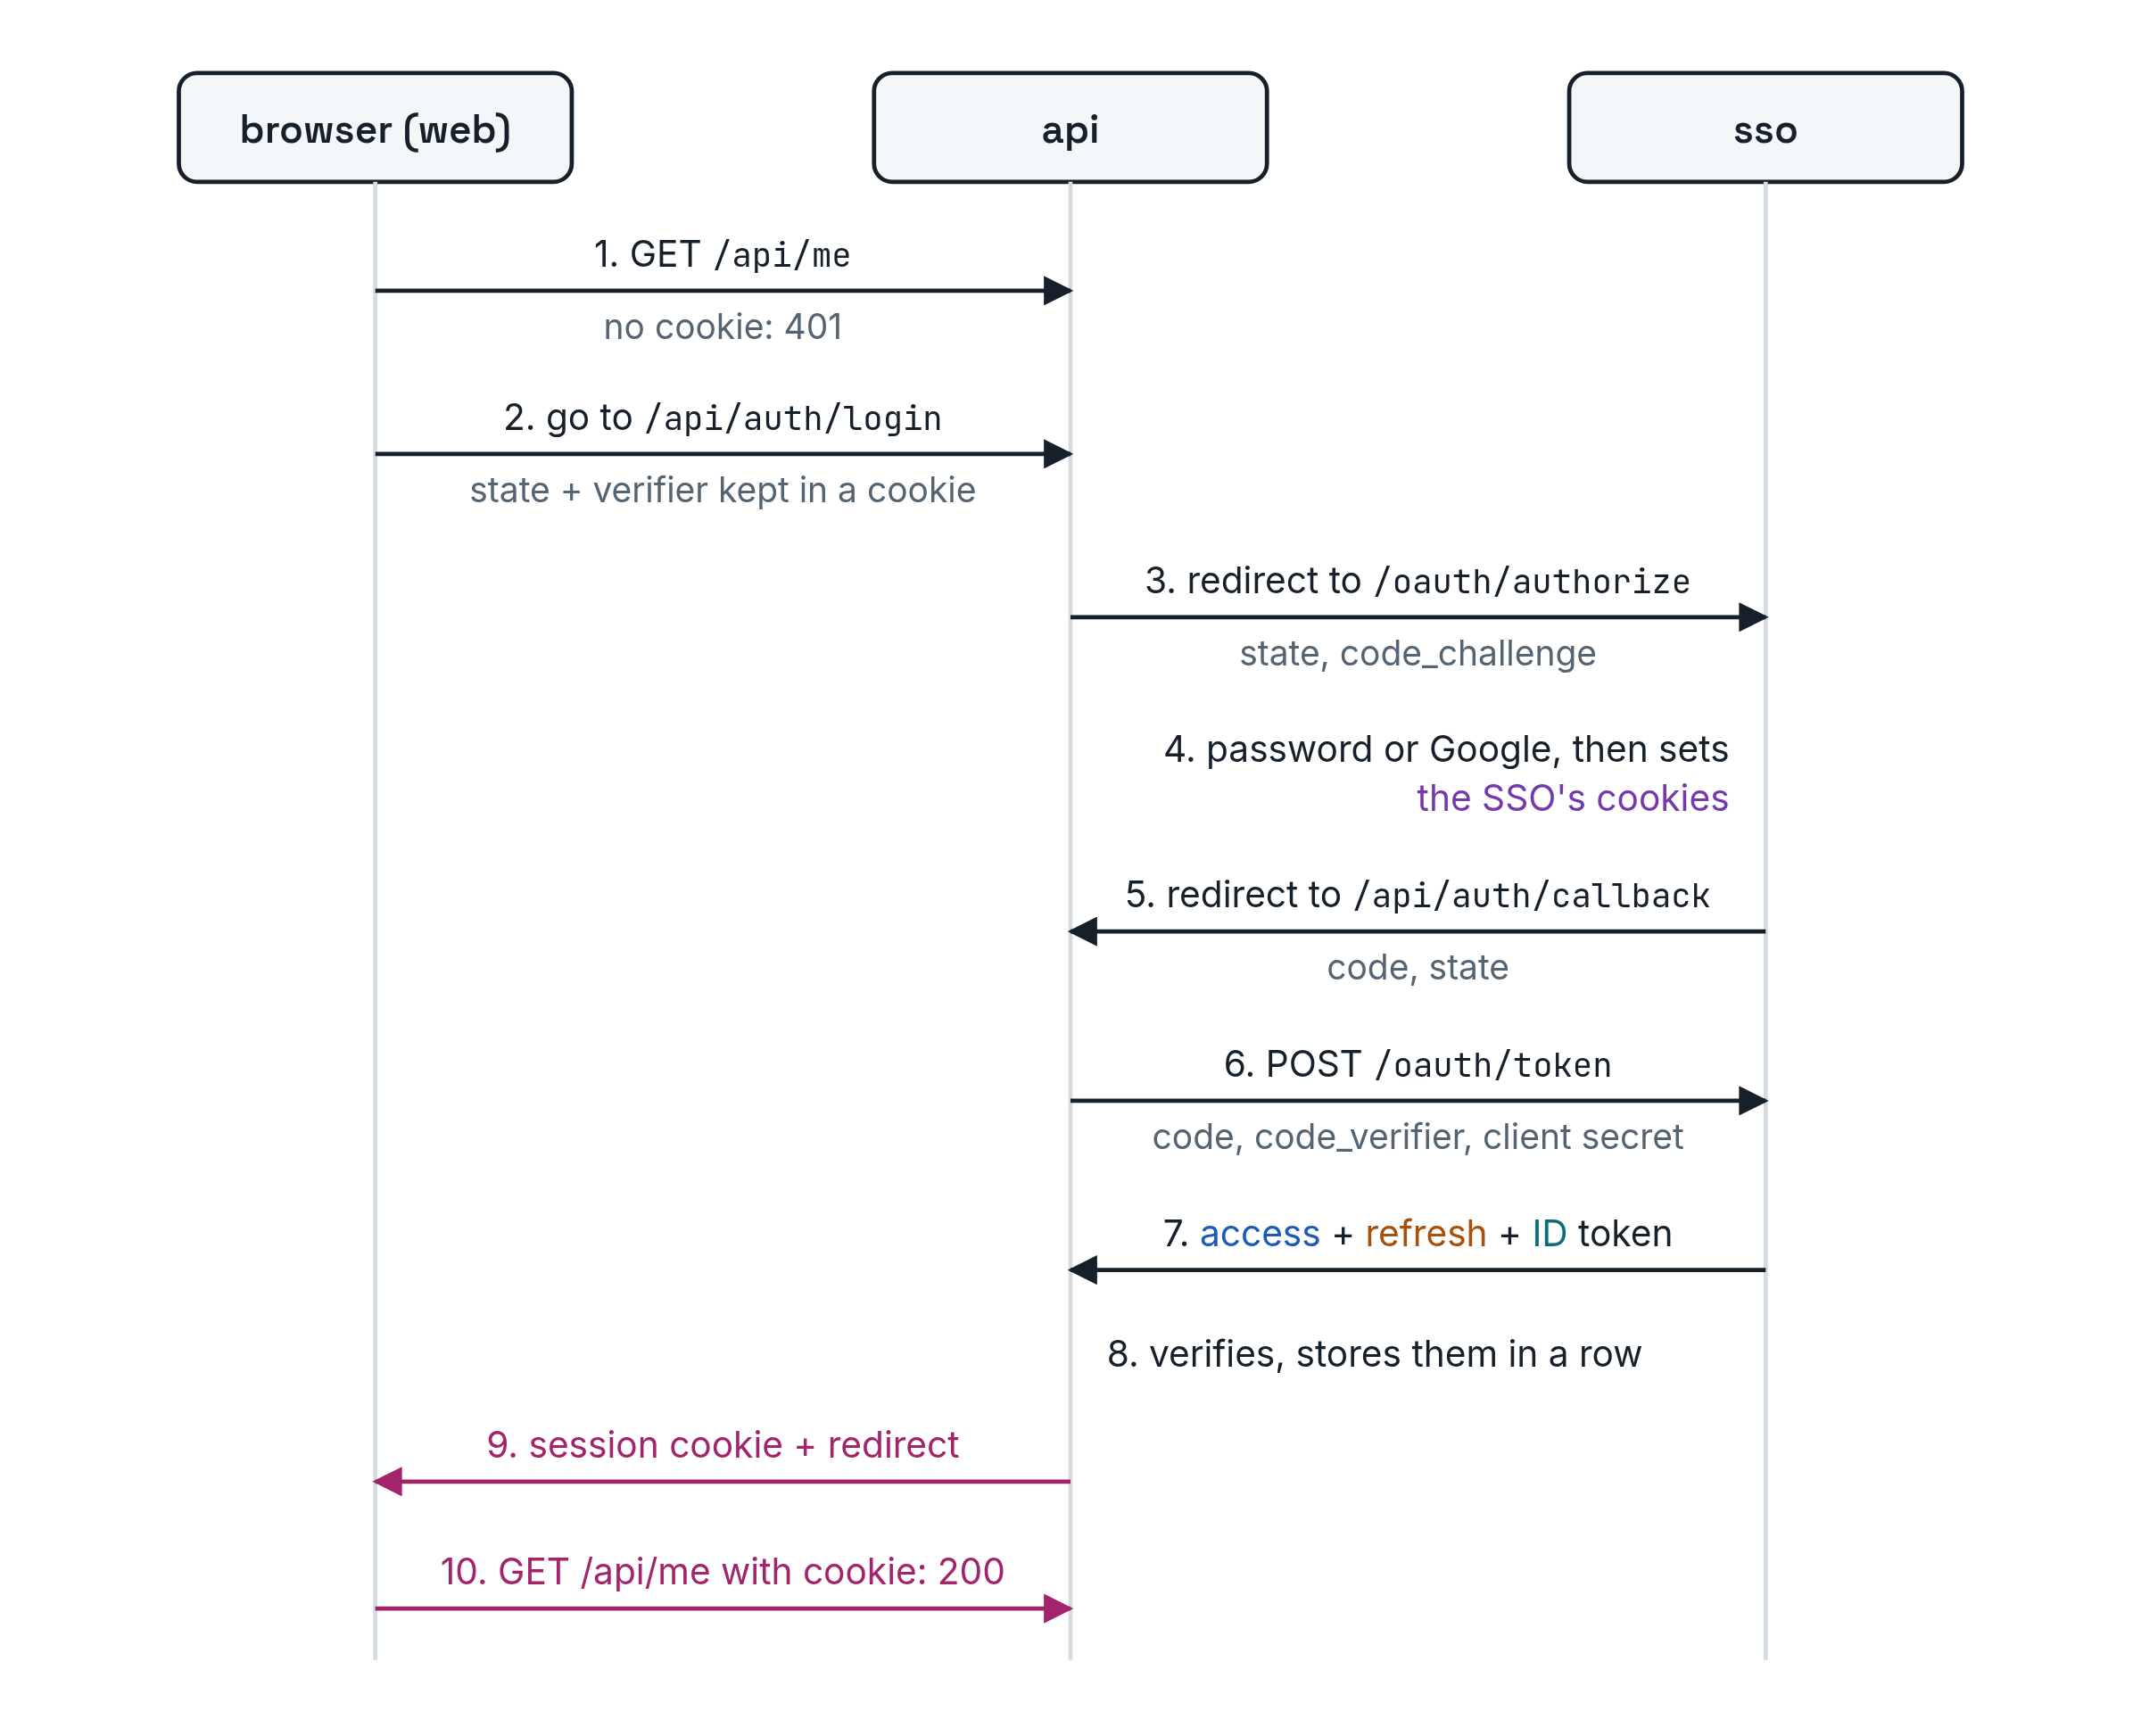 browser (web)
api
sso
1. GET /api/me
no cookie: 401
2. go to /api/auth/login
state + verifier kept in a cookie
3. redirect to /oauth/authorize
state, code_challenge
4. password or Google, then sets
the SSO's cookies
5. redirect to /api/auth/callback
code, state
6. POST /oauth/token
code, code_verifier, client secret
7. access + refresh + ID token
8. verifies, stores them in a row
9. session cookie + redirect
10. GET /api/me with cookie: 200